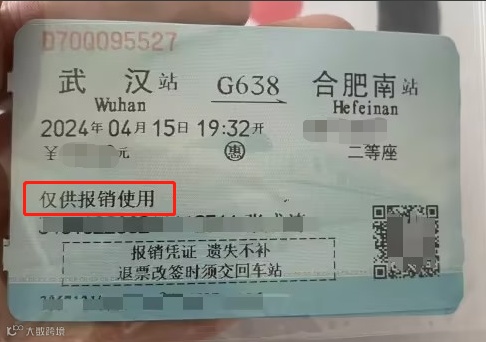 D700095527
武汉站 G638 合肥南站
Wuhan Hefeinan
2024年04月15日 19:32开
￥ 元 惠 二等座
仅供报销使用
报销凭证 遗失不补
退票改签时须交回车站
大数跨境